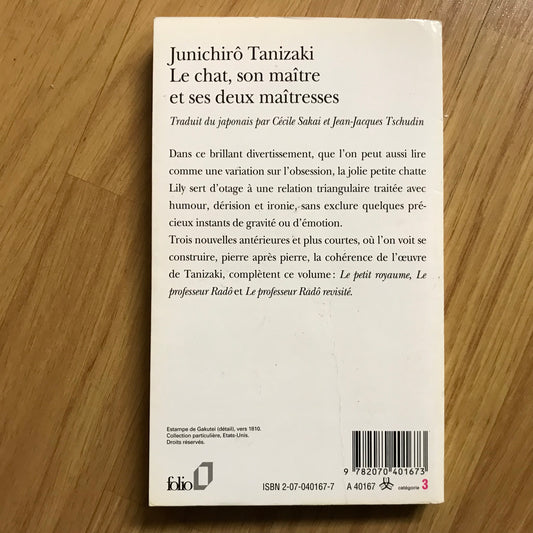 Junichirô Tanizaki
Le chat, son maître
et ses deux maîtresses
Traduit du japonais par Cécile Sakai et Jean-Jacques Tschudin
Dans ce brillant divertissement, que l'on peut aussi lire
comme une variation sur l'obsession, la jolie petite chatte
Lily sert d'otage à une relation triangulaire traitée avec
humour, dérision et ironie, sans exclure quelques pré-
cieux instants de gravité ou d'émotion.
Trois nouvelles antérieures et plus courtes, où l'on voit se
construire, pierre après pierre, la cohérence de l'œuvre
de Tanizaki, complètent ce volume : Le petit royaume, Le
professeur Radô et Le professeur Radô revisité.
Estampe de Gakutei (détail), vers 1810.
Collection particulière, Etats-Unis.
Droits réservés.
9 782070 401673
folio
ISBN 2-07-040167-7 A 40167 catégorie 3